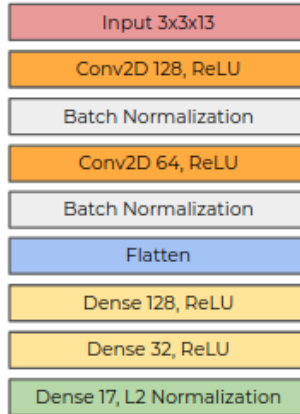 Input 3x3x13
Conv2D 128, ReLU
Batch Normalization
Conv2D 64, ReLU
Batch Normalization
Flatten
Dense 128, ReLU
Dense 32, ReLU
Dense 17, L2 Normalization